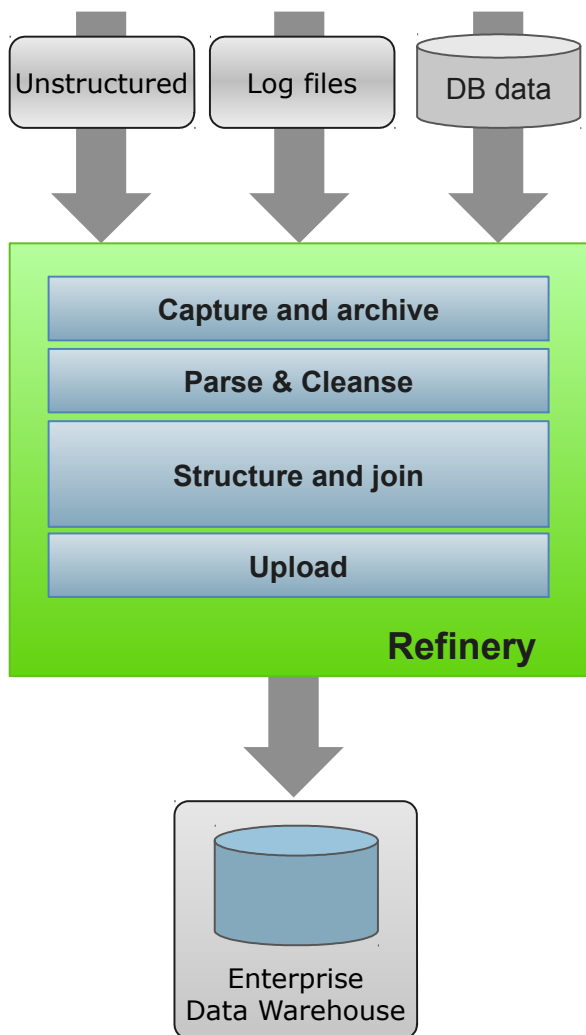 Unstructured
Log files
DB data
Capture and archive
Parse & Cleanse
Structure and join
Upload
Refinery
Enterprise
Data Warehouse